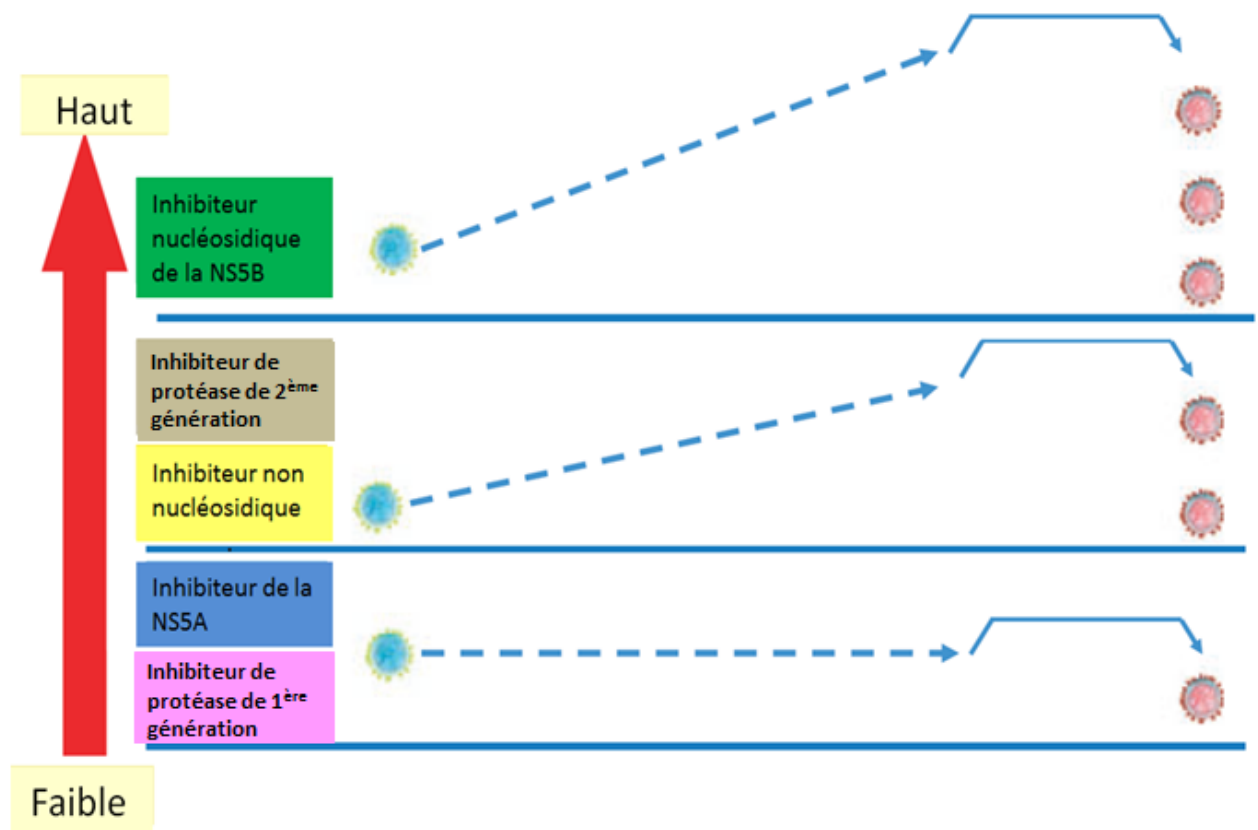 Haut
Inhibiteur
nucléosidique
de la NS5B
Inhibiteur de
protéase de 2ème
génération
Inhibiteur non
nucléosidique
Inhibiteur de la
NS5A
Inhibiteur de
protéase de 1ère
génération
Faible